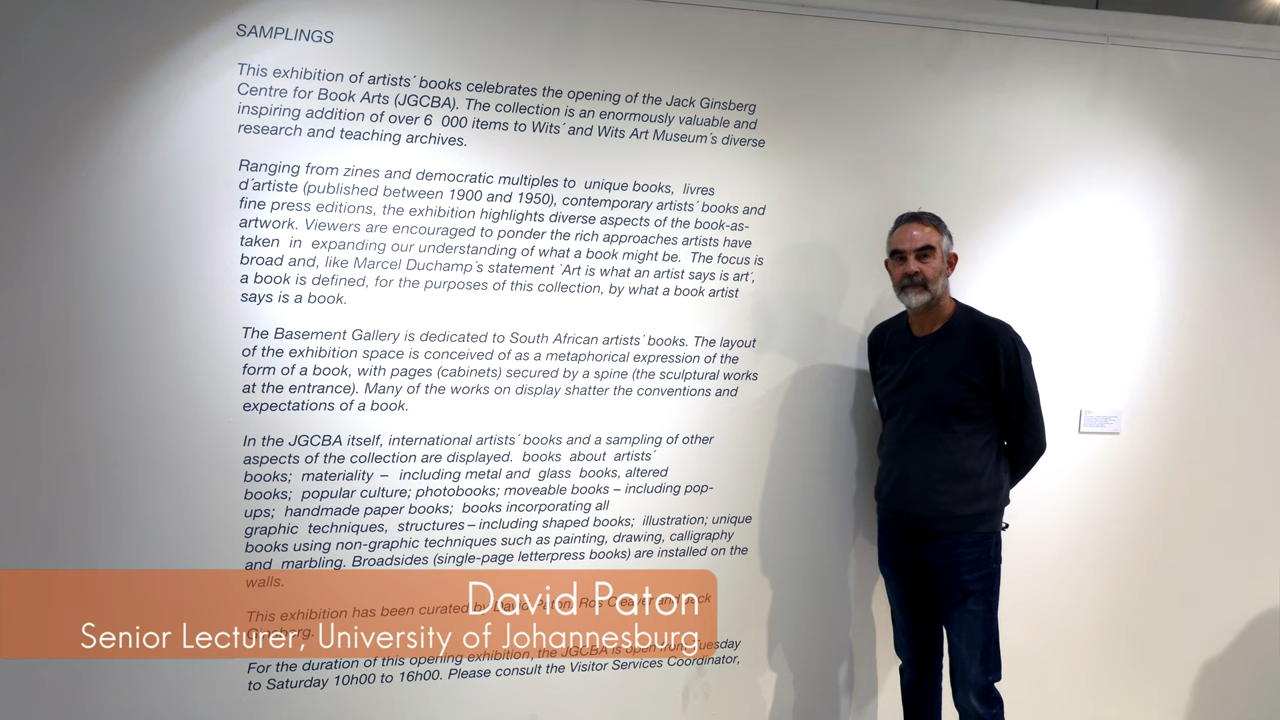 SAMPLINGS
This exhibition of artists´ books celebrates the opening of the Jack Ginsberg
Centre for Book Arts (JGCBA). The collection is an enormously valuable and
inspiring addition of over 6 000 items to Wits´ and Wits Art Museum´s diverse
research and teaching archives.
Ranging from zines and democratic multiples to unique books, livres
d´artiste (published between 1900 and 1950), contemporary artists´ books and
fine press editions, the exhibition highlights diverse aspects of the book-as-
artwork. Viewers are encouraged to ponder the rich approaches artists have
taken in expanding our understanding of what a book might be. The focus is
broad and, like Marcel Duchamp´s statement `Art is what an artist says is art´,
a book is defined, for the purposes of this collection, by what a book artist
says is a book.
The Basement Gallery is dedicated to South African artists´ books. The layout
of the exhibition space is conceived of as a metaphorical expression of the
form of a book, with pages (cabinets) secured by a spine (the sculptural works
at the entrance). Many of the works on display shatter the conventions and
expectations of a book.
In the JGCBA itself, international artists´ books and a sampling of other
aspects of the collection are displayed. books about artists´
books; materiality – including metal and glass books, altered
books; popular culture; photobooks; moveable books – including pop-
ups; handmade paper books; books incorporating all
graphic techniques, structures – including shaped books; illustration; unique
books using non-graphic techniques such as painting, drawing, calligraphy
and marbling. Broadsides (single-page letterpress books) are installed on the
walls.
This exhibition has been curated by David Paton, Ros Cleaver and Jack
Ginsberg.
David Paton
Senior Lecturer, University of Johannesburg
For the duration of this opening exhibition, the JGCBA is open from Tuesday
to Saturday 10h00 to 16h00. Please consult the Visitor Services Coordinator,